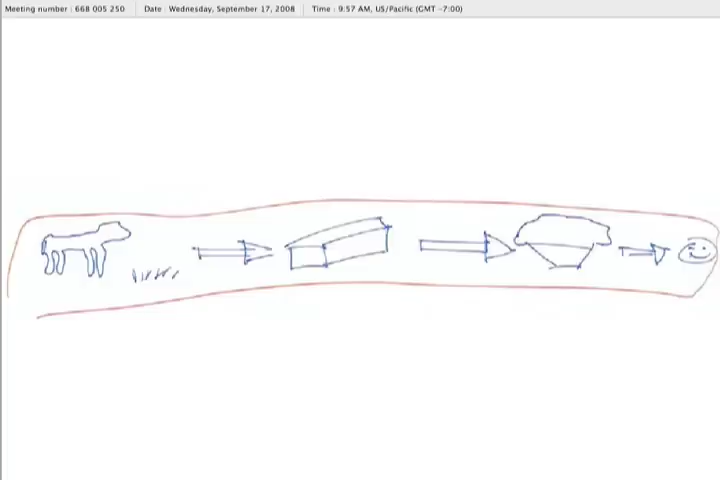 Meeting number : 668 005 250 Date : Wednesday, September 17, 2008 Time : 9:57 AM, US/Pacific (GMT -7:00)